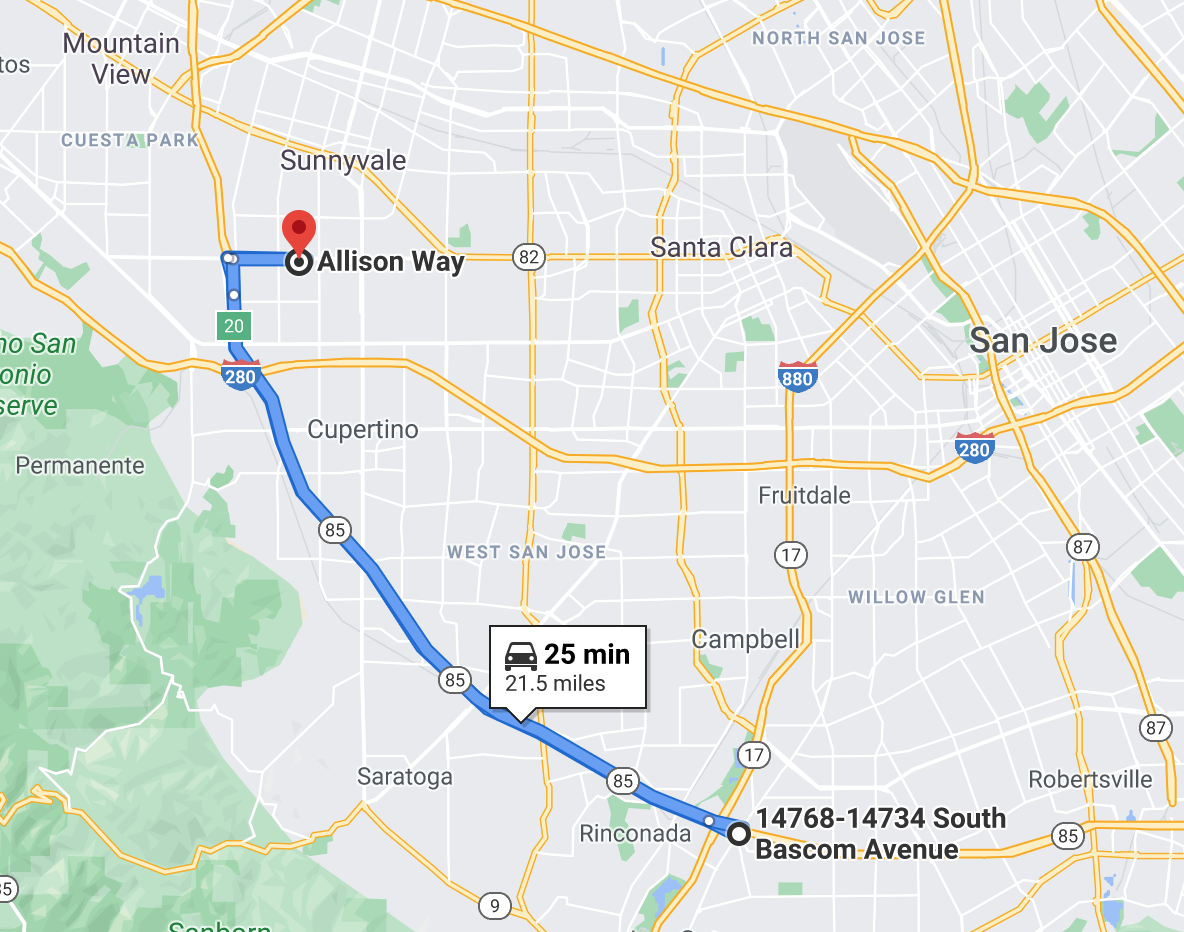 NORTH SAN JOSE
Mountain
View
tos
CUESTA PARK
Sunnyvale
Santa Clara
82
Allison Way
20
no San
onio
serve
280
880
San Jose
Cupertino
280
Permanente
Fruitdale
85
WEST SAN JOSE
17
87
WILLOW GLEN
Campbell
25 min
21.5 miles
85
87
17
Saratoga
85
Robertsville
14768-14734 South
Bascom Avenue
Rinconada
85
35
9